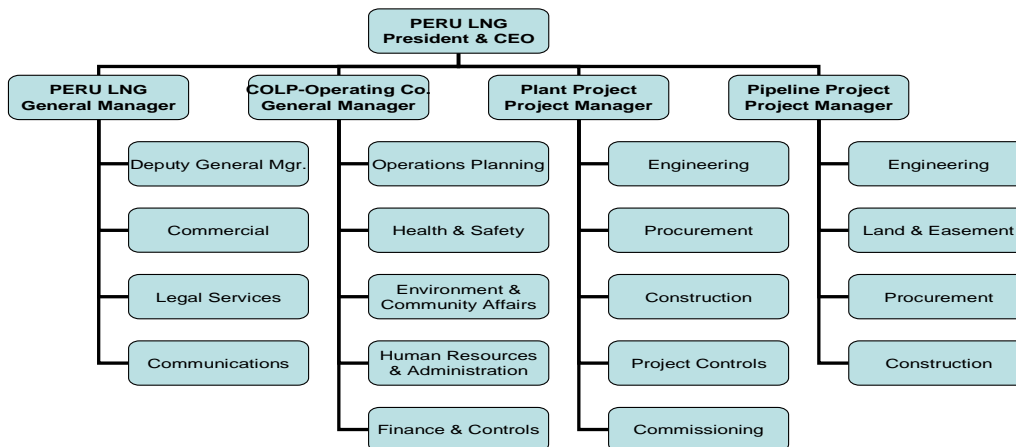 PERU LNG
President & CEO
PERU LNG
General Manager
COLP-Operating Co.
General Manager
Plant Project
Project Manager
Pipeline Project
Project Manager
Deputy General Mgr.
Commercial
Legal Services
Communications
Operations Planning
Health & Safety
Environment &
Community Affairs
Human Resources
& Administration
Finance & Controls
Engineering
Procurement
Construction
Project Controls
Commissioning
Engineering
Land & Easement
Procurement
Construction